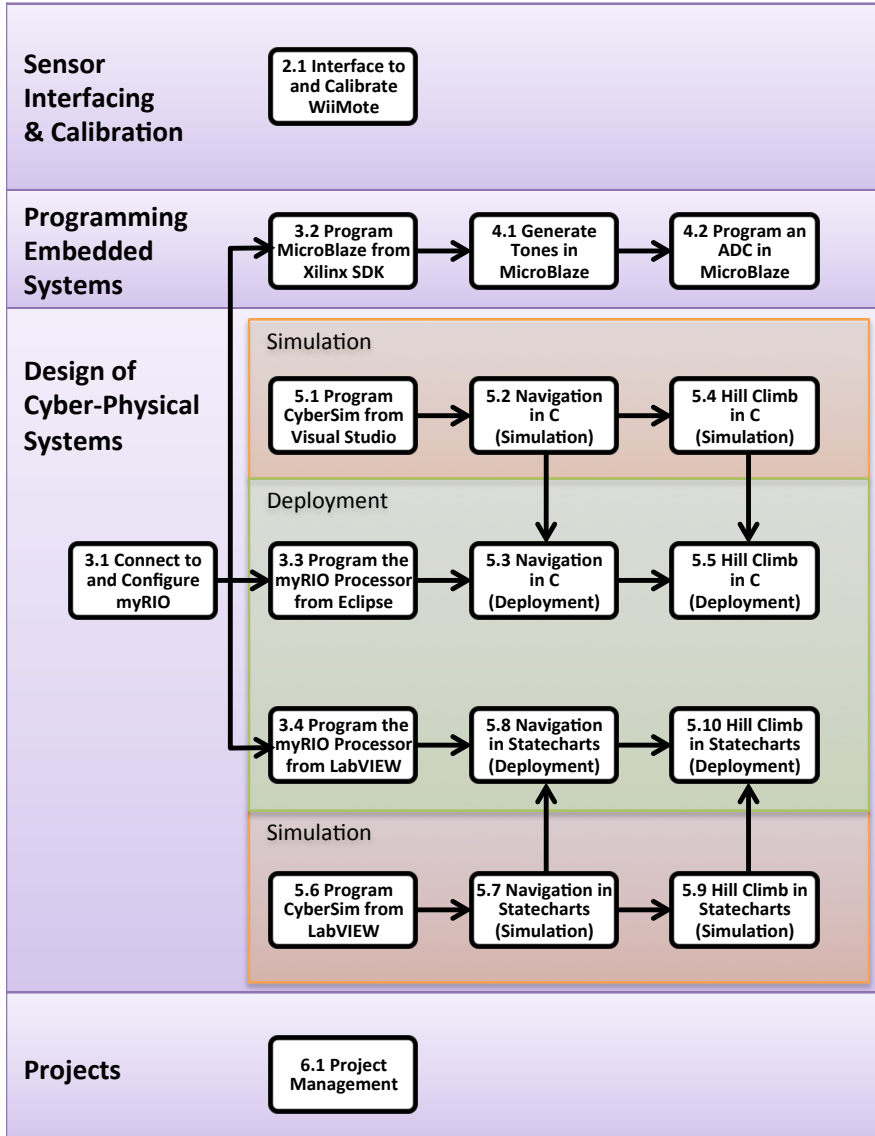 Sensor
Interfacing
& Calibration
2.1 Interface to
and Calibrate
WiiMote
Programming
Embedded
Systems
3.2 Program
MicroBlaze from
Xilinx SDK
4.1 Generate
Tones in
MicroBlaze
4.2 Program an
ADC in
MicroBlaze
Design of
Cyber-Physical
Systems
Simulation
5.1 Program
CyberSim from
Visual Studio
5.2 Navigation
in C
(Simulation)
5.4 Hill Climb
in C
(Simulation)
Deployment
3.1 Connect to
and Configure
myRIO
3.3 Program the
myRIO Processor
from Eclipse
5.3 Navigation
in C
(Deployment)
5.5 Hill Climb
in C
(Deployment)
3.4 Program the
myRIO Processor
from LabVIEW
5.8 Navigation
in Statecharts
(Deployment)
5.10 Hill Climb
in Statecharts
(Deployment)
Simulation
5.6 Program
CyberSim from
LabVIEW
5.7 Navigation in
Statecharts
(Simulation)
5.9 Hill Climb in
Statecharts
(Simulation)
Projects
6.1 Project
Management